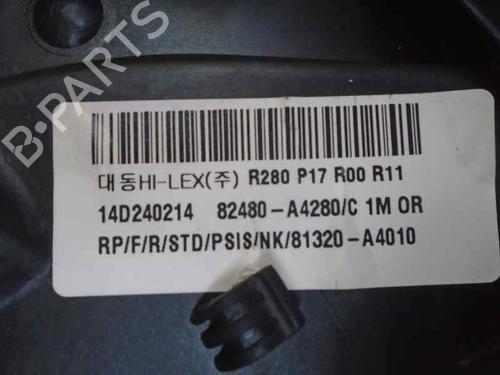 B-PARTS
대동HI-LEX(주) R280 P17 R00 R11
14D240214 82480-A4280/C 1M OR
RP/F/R/STD/PSIS/NK/81320-A4010